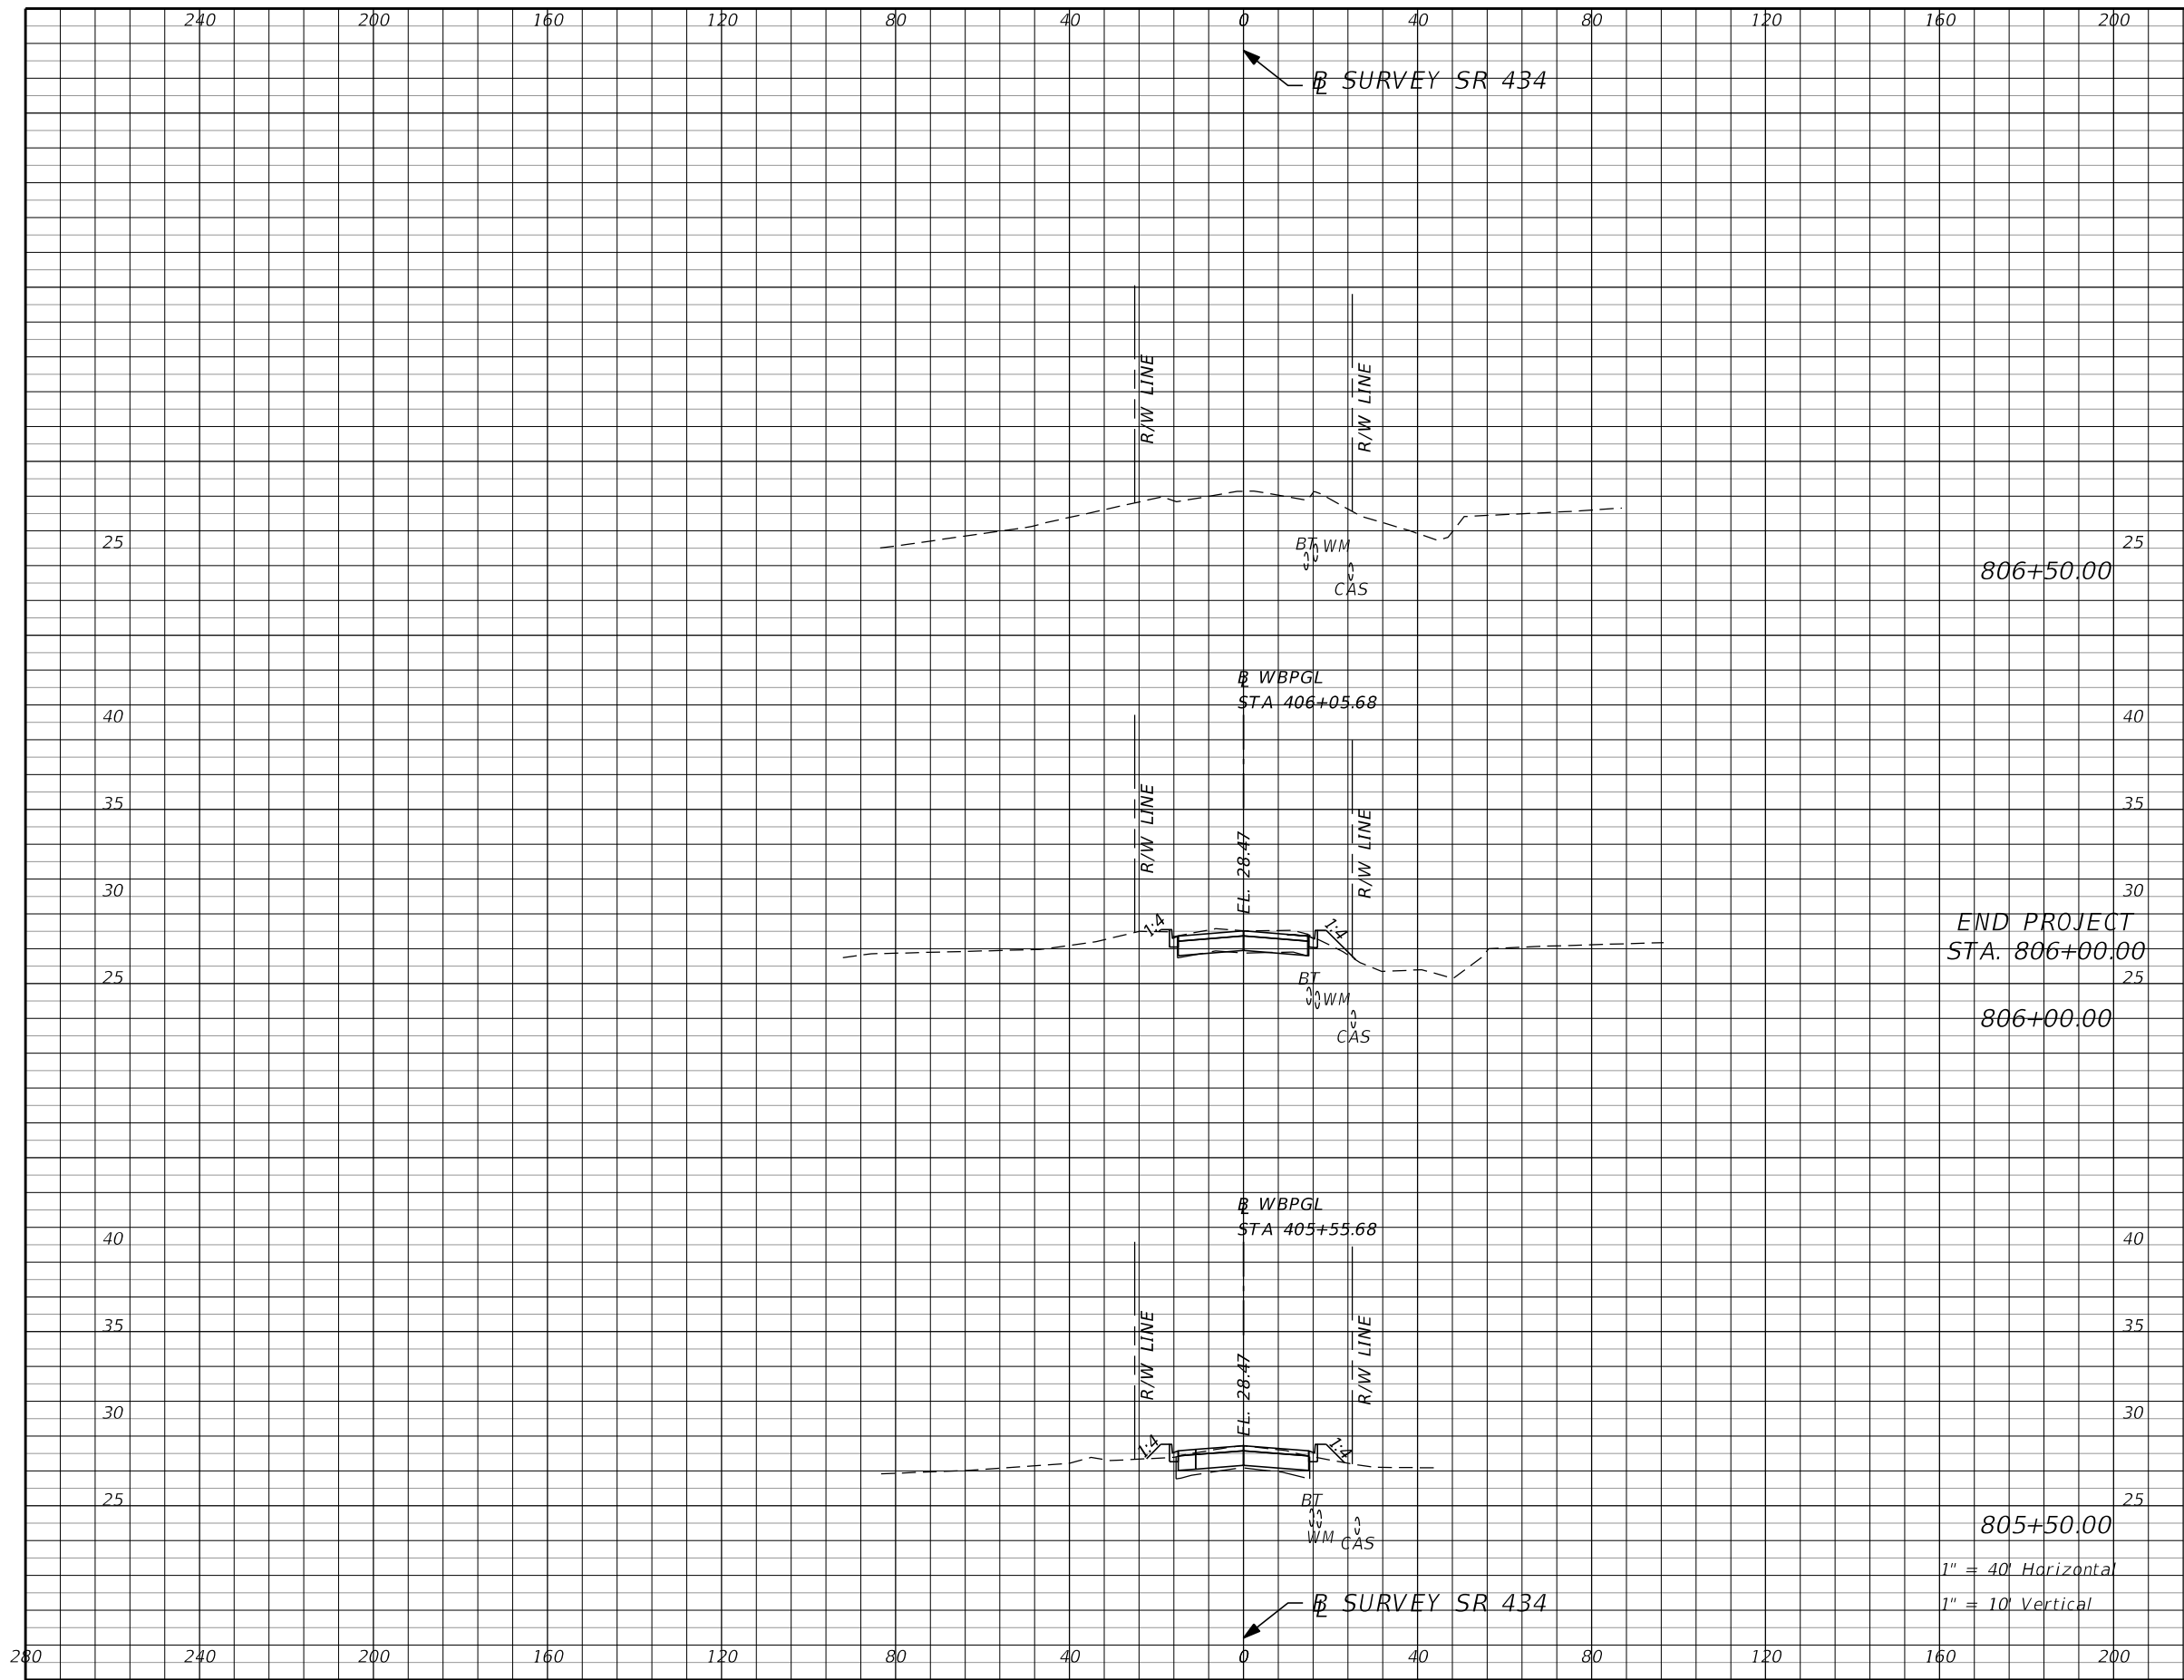 240 200 160 120 80 40 0 40 80 120 160 200
BL SURVEY SR 434
R/W LINE
R/W LINE
25 25
BT WM
CAS
806+50.00
BL WBPGL
STA 406+05.68
40 40
35 35
R/W LINE
EL. 28.47
R/W LINE
30 30
1:4
1:4
END PROJECT
STA. 806+00.00
25 25
BT
WM
CAS
806+00.00
BL WBPGL
STA 405+55.68
40 40
35 35
R/W LINE
EL. 28.47
R/W LINE
30 30
1:4
1:4
25 25
BT
WM CAS
805+50.00
1" = 40' Horizontal
1" = 10' Vertical
BL SURVEY SR 434
280 240 200 160 120 80 40 0 40 80 120 160 200